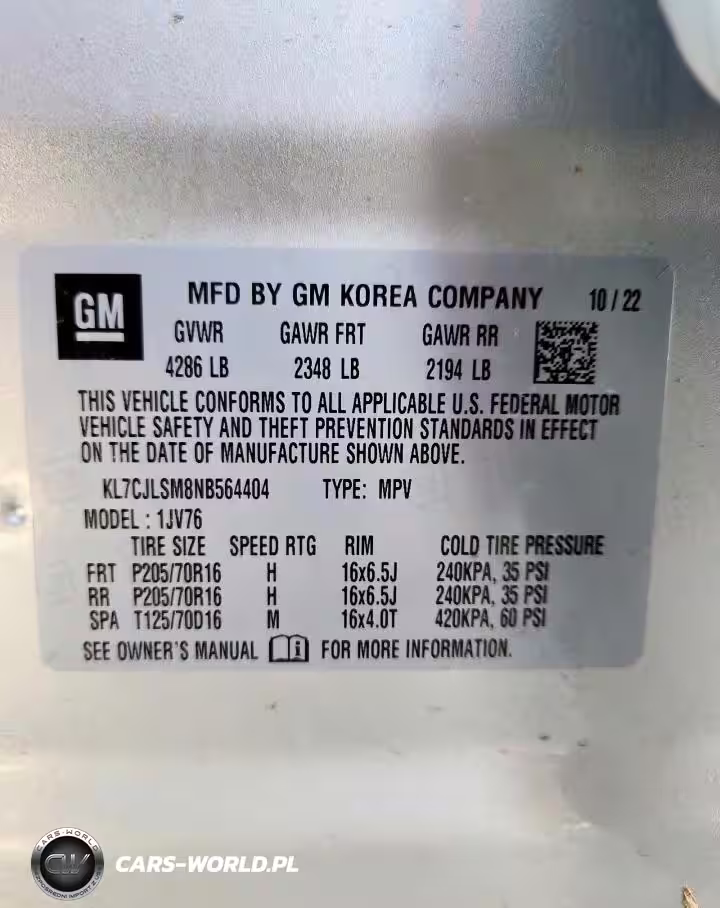 GM
MFD BY GM KOREA COMPANY 10/22
GVWR GAWR FRT GAWR RR
4286 LB 2348 LB 2194 LB
THIS VEHICLE CONFORMS TO ALL APPLICABLE U.S. FEDERAL MOTOR
VEHICLE SAFETY AND THEFT PREVENTION STANDARDS IN EFFECT
ON THE DATE OF MANUFACTURE SHOWN ABOVE.
KL7CJLSM8NB564404 TYPE: MPV
MODEL : 1JV76
TIRE SIZE SPEED RTG RIM COLD TIRE PRESSURE
FRT P205/70R16 H 16x6.5J 240KPA, 35 PSI
RR P205/70R16 H 16x6.5J 240KPA, 35 PSI
SPA T125/70D16 M 16x4.0T 420KPA, 60 PSI
SEE OWNER'S MANUAL i FOR MORE INFORMATION.
CARS-WORLD
CW
CARS-WORLD.PL